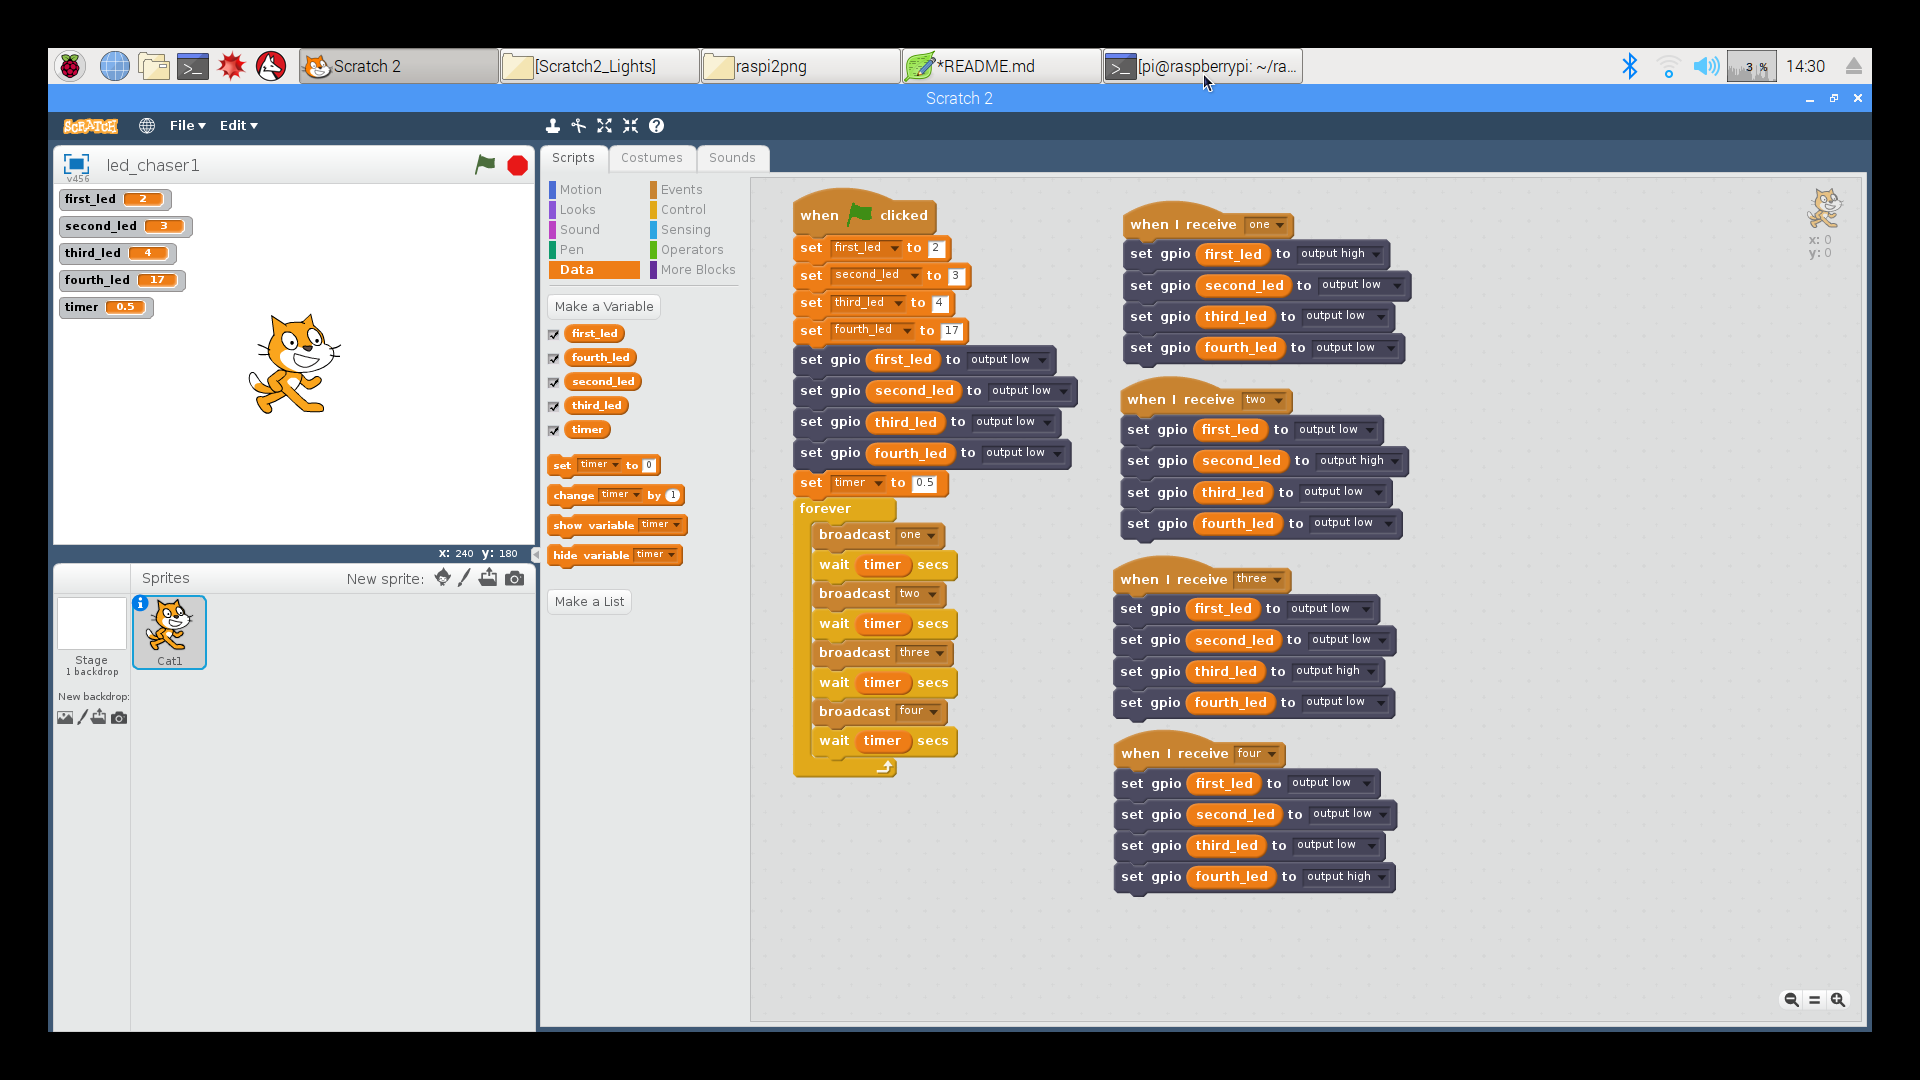 Scratch 2
[Scratch2_Lights]
raspi2png
*README.md
[pi@raspberrypi: ~/ra...
3 %
14:30
Scratch 2
SCRATCH
File
Edit
led_chaser1
v456
first_led 2
second_led 3
third_led 4
fourth_led 17
timer 0.5
x: 240 y: 180
Sprites
New sprite:
Stage
1 backdrop
New backdrop:
Cat1
Scripts
Costumes
Sounds
Motion
Looks
Sound
Pen
Data
Events
Control
Sensing
Operators
More Blocks
Make a Variable
first_led
fourth_led
second_led
third_led
timer
set timer to 0
change timer by 1
show variable timer
hide variable timer
Make a List
when clicked
set first_led to 2
set second_led to 3
set third_led to 4
set fourth_led to 17
set gpio first_led to output low
set gpio second_led to output low
set gpio third_led to output low
set gpio fourth_led to output low
set timer to 0.5
forever
broadcast one
wait timer secs
broadcast two
wait timer secs
broadcast three
wait timer secs
broadcast four
wait timer secs
when I receive one
set gpio first_led to output high
set gpio second_led to output low
set gpio third_led to output low
set gpio fourth_led to output low
when I receive two
set gpio first_led to output low
set gpio second_led to output high
set gpio third_led to output low
set gpio fourth_led to output low
when I receive three
set gpio first_led to output low
set gpio second_led to output low
set gpio third_led to output high
set gpio fourth_led to output low
when I receive four
set gpio first_led to output low
set gpio second_led to output low
set gpio third_led to output low
set gpio fourth_led to output high
x: 0
y: 0